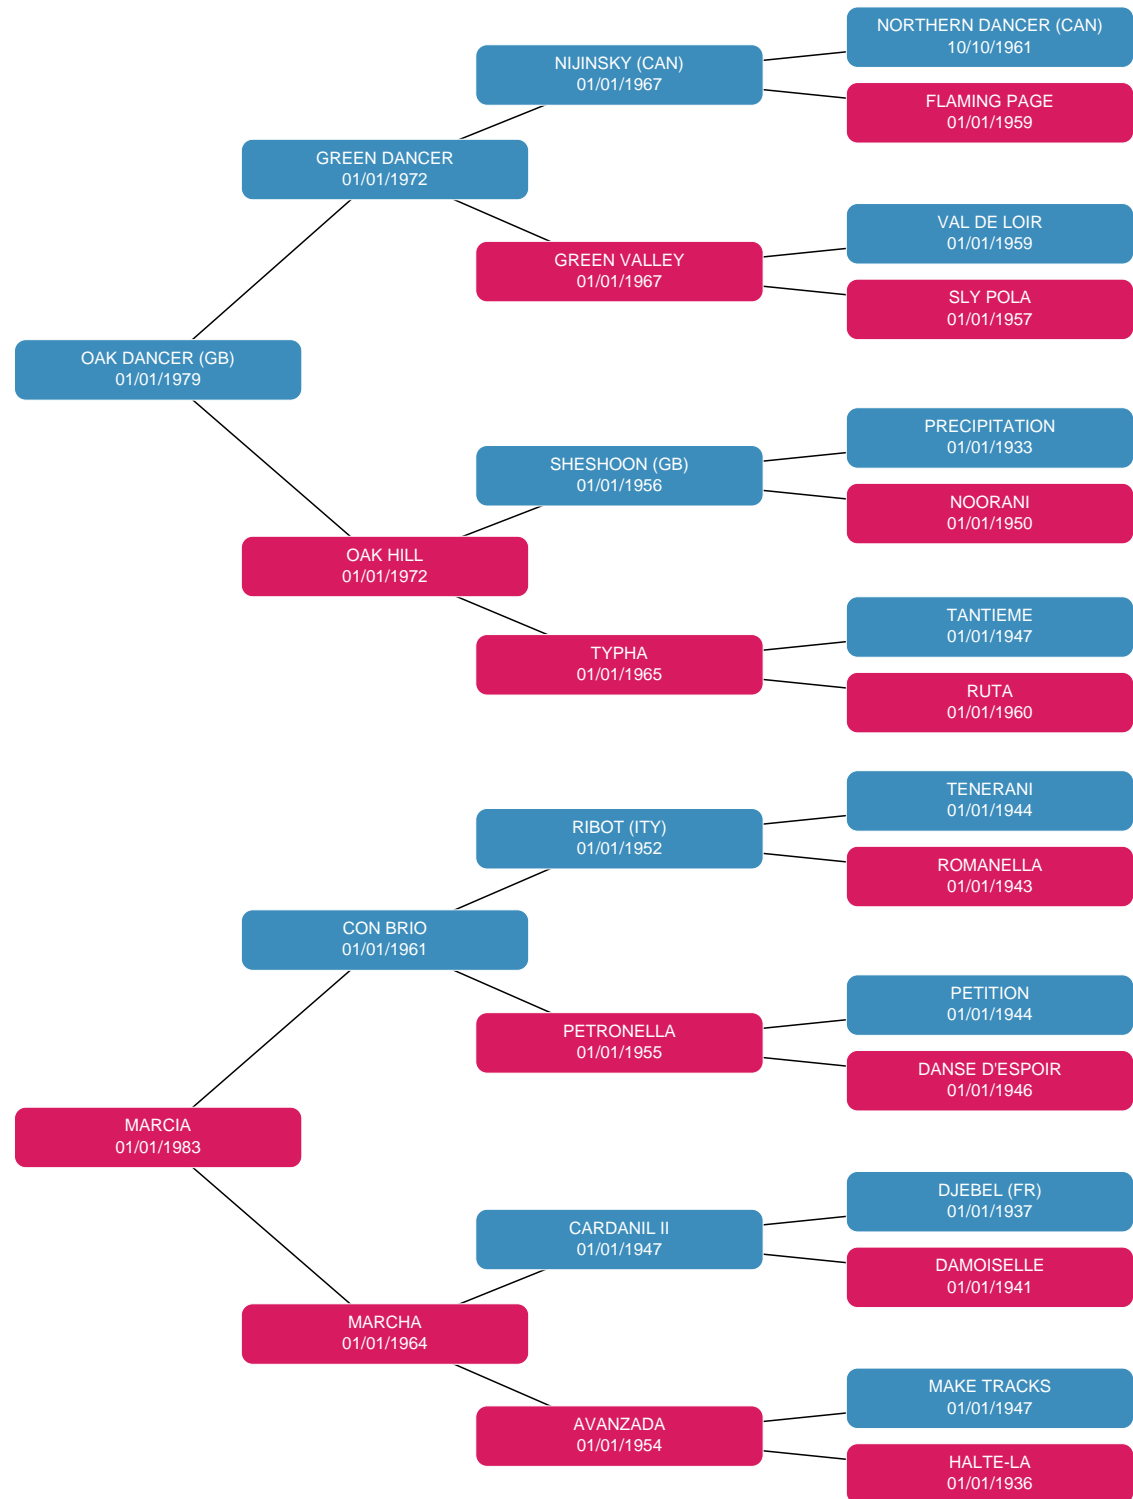 NORTHERN DANCER (CAN)
10/10/1961
NIJINSKY (CAN)
01/01/1967
FLAMING PAGE
01/01/1959
GREEN DANCER
01/01/1972
VAL DE LOIR
01/01/1959
GREEN VALLEY
01/01/1967
SLY POLA
01/01/1957
OAK DANCER (GB)
01/01/1979
PRECIPITATION
01/01/1933
SHESHOON (GB)
01/01/1956
NOORANI
01/01/1950
OAK HILL
01/01/1972
TANTIEME
01/01/1947
TYPHA
01/01/1965
RUTA
01/01/1960
TENERANI
01/01/1944
RIBOT (ITY)
01/01/1952
ROMANELLA
01/01/1943
CON BRIO
01/01/1961
PETITION
01/01/1944
PETRONELLA
01/01/1955
DANSE D'ESPOIR
01/01/1946
MARCIA
01/01/1983
DJEBEL (FR)
01/01/1937
CARDANIL II
01/01/1947
DAMOISELLE
01/01/1941
MARCHA
01/01/1964
MAKE TRACKS
01/01/1947
AVANZADA
01/01/1954
HALTE-LA
01/01/1936